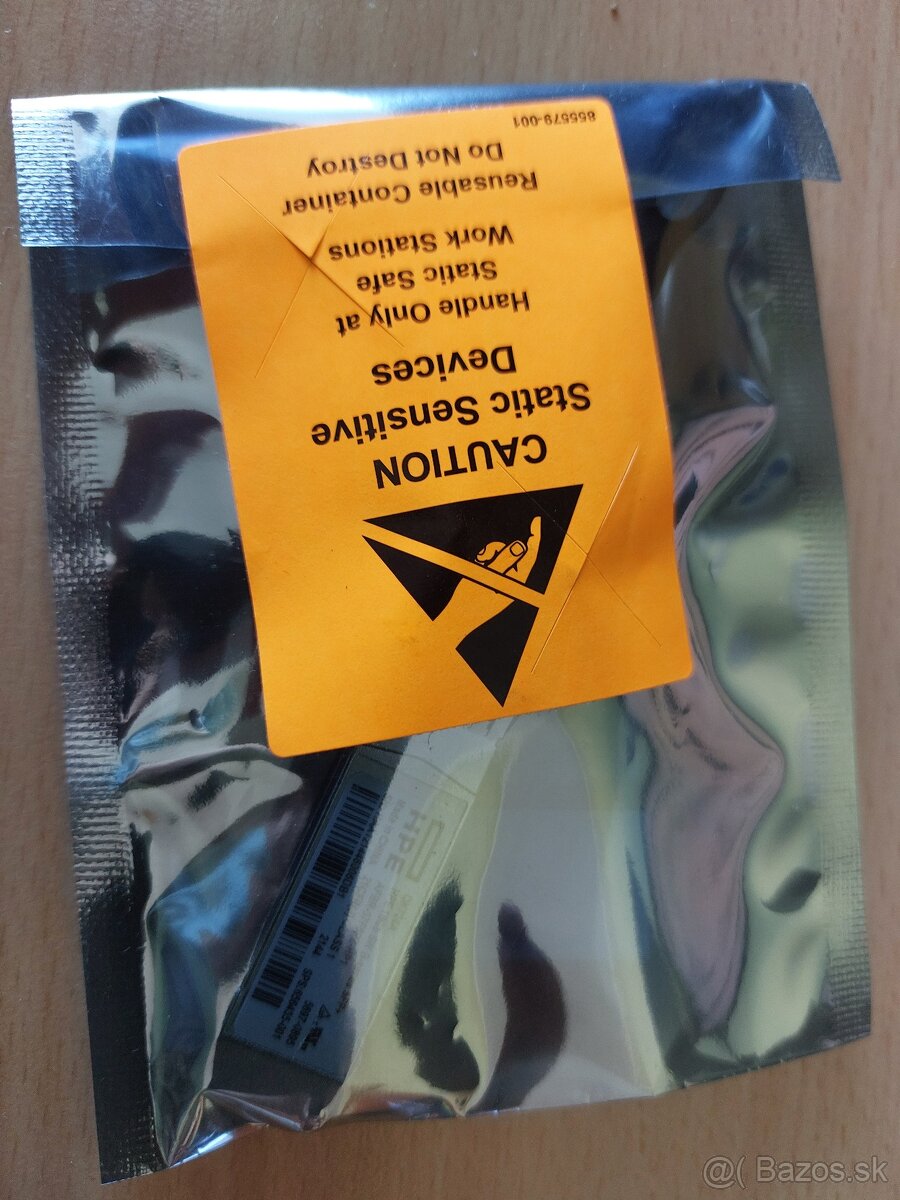 855579-001
CAUTION
Static Sensitive
Devices
Handle Only at
Static Safe
Work Stations
Reusable Container
Do Not Destroy
HPE
@( Bazos.sk